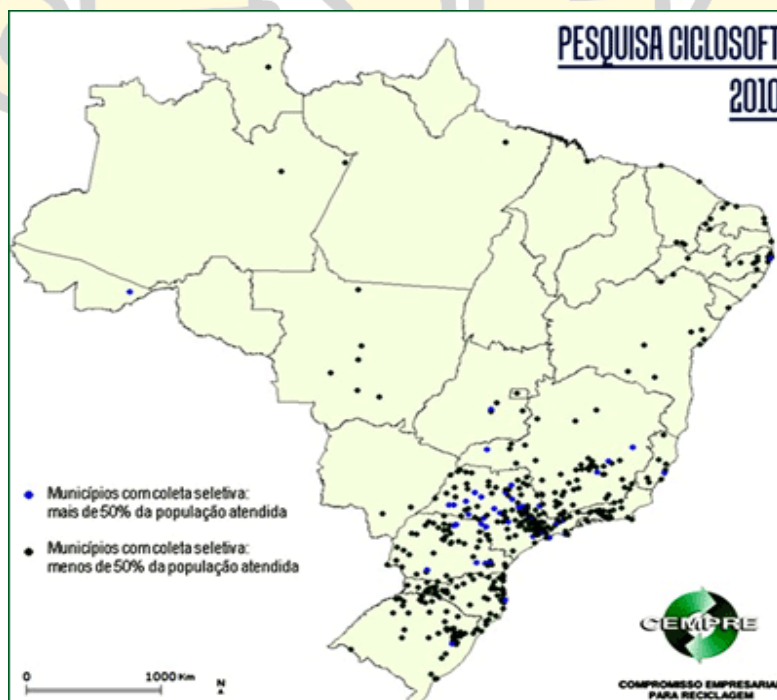 PESQUISA CICLOSOFT
2010
Municípios com coleta seletiva:
mais de 50% da população atendida
Municípios com coleta seletiva:
menos de 50% da população atendida
0 1000 Km N
CEMPRE
COMPROMISSO EMPRESARIA
PARA RECICLAGEM